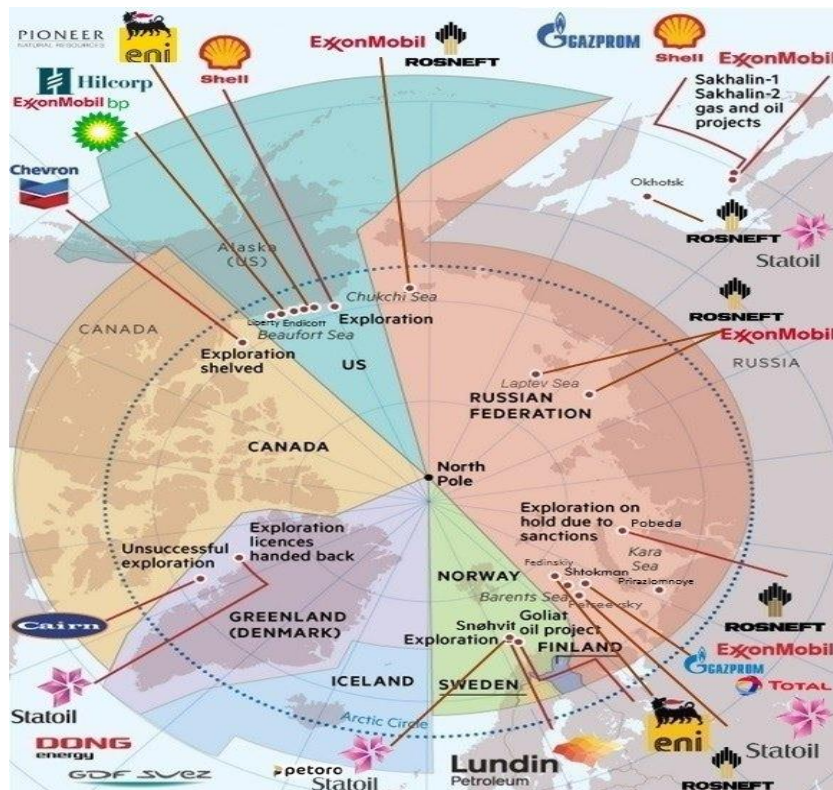 PIONEER
NATURAL RESOURCES
eni
Shell
ExxonMobil
ROSNEFT
GAZPROM
Shell
ExxonMobil
Hilcorp
ExxonMobil bp
Sakhalin-1
Sakhalin-2
gas and oil
projects
Chevron
Okhotsk
ROSNEFT
Statoil
Alaska
(US)
Chukchi Sea
ROSNEFT
ExxonMobil
CANADA
Liberty Endicott
Beaufort Sea
Exploration
Exploration
shelved
US
RUSSIA
Laptev Sea
RUSSIAN
FEDERATION
CANADA
North
Pole
Exploration on
hold due to
sanctions
Pobeda
Kara
Sea
Exploration
licences
handed back
Unsuccessful
exploration
Fedinskiy
Shtokman
Prirazlomnoye
NORWAY
Barents Sea
Perseevsky
ROSNEFT
Cairn
GREENLAND
(DENMARK)
Snøhvit
Exploration
Goliat
oil project
FINLAND
ExxonMobil
GAZPROM
TOTAL
ICELAND
SWEDEN
Statoil
Arctic Circle
eni
Statoil
DONG
energy
GDF SUEZ
petoro
Statoil
Lundin
Petroleum
ROSNEFT